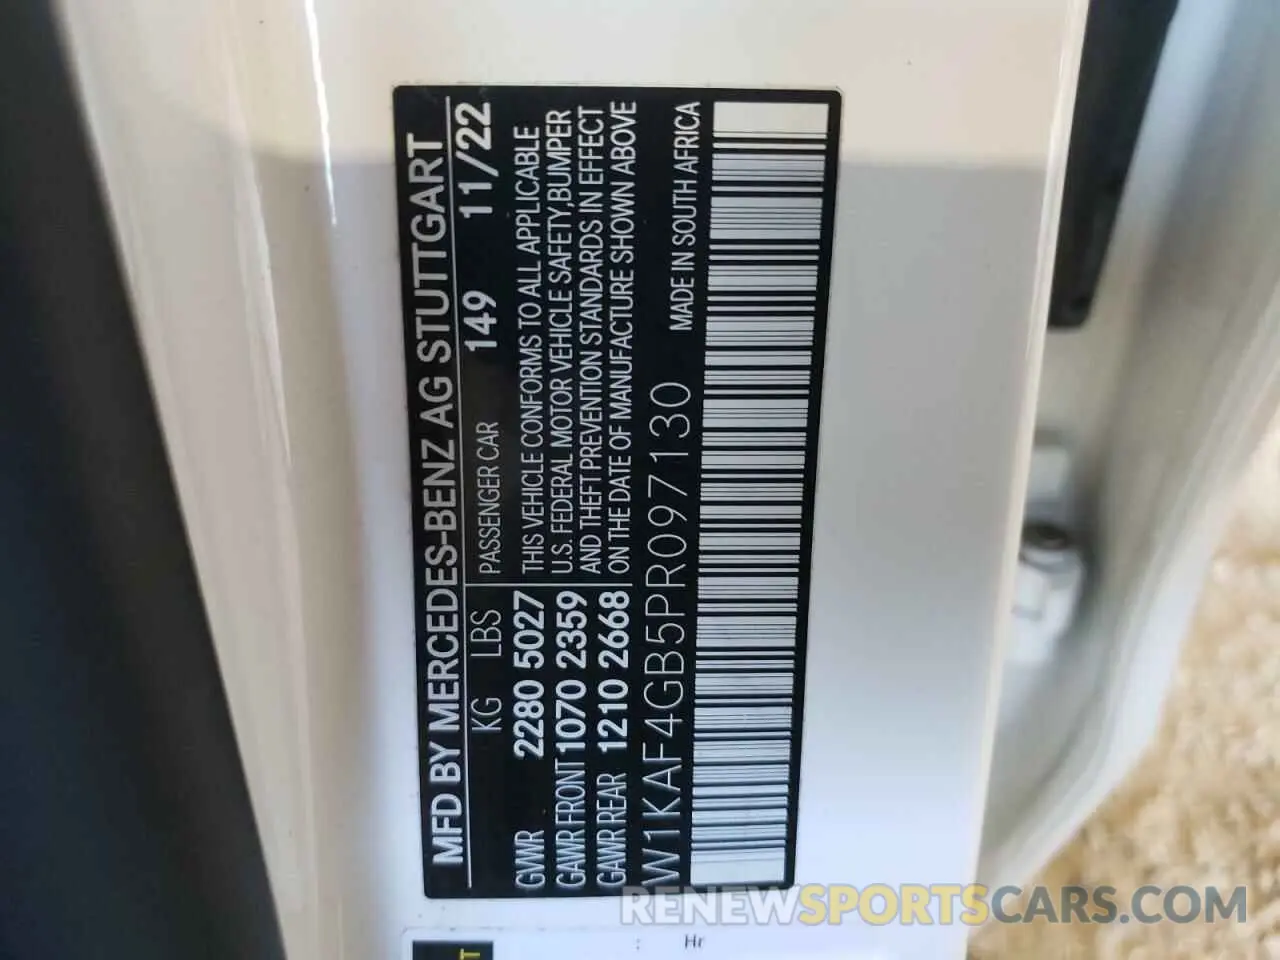 MFD BY MERCEDES-BENZ AG STUTTGART
KG LBS PASSENGER CAR 149 11/22
GVWR 2280 5027 THIS VEHICLE CONFORMS TO ALL APPLICABLE
GAWR FRONT 1070 2359 U.S. FEDERAL MOTOR VEHICLE SAFETY,BUMPER
GAWR REAR 1210 2668 AND THEFT PREVENTION STANDARDS IN EFFECT
ON THE DATE OF MANUFACTURE SHOWN ABOVE
W1KAF4GB5PR097130 MADE IN SOUTH AFRICA
RENEWSPORTSCARS.COM
: Hr